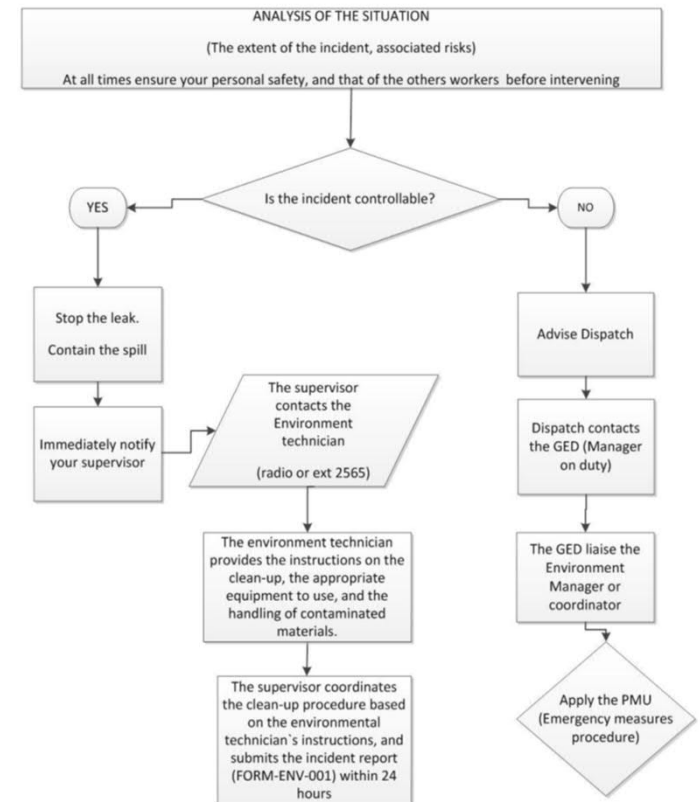 ANALYSIS OF THE SITUATION
(The extent of the incident, associated risks)
At all times ensure your personal safety, and that of the others workers before intervening
Is the incident controllable?
YES
NO
Stop the leak.
Contain the spill
Immediately notify
your supervisor
The supervisor
contacts the
Environment
technician
(radio or ext 2565)
The environment technician
provides the instructions on the
clean-up, the appropriate
equipment to use, and the
handling of contaminated
materials.
The supervisor coordinates
the clean-up procedure based
on the environmental
technician`s instructions, and
submits the incident report
(FORM-ENV-001) within 24
hours
Advise Dispatch
Dispatch contacts
the GED (Manager
on duty)
The GED liaise the
Environment
Manager or
coordinator
Apply the PMU
(Emergency measures
procedure)